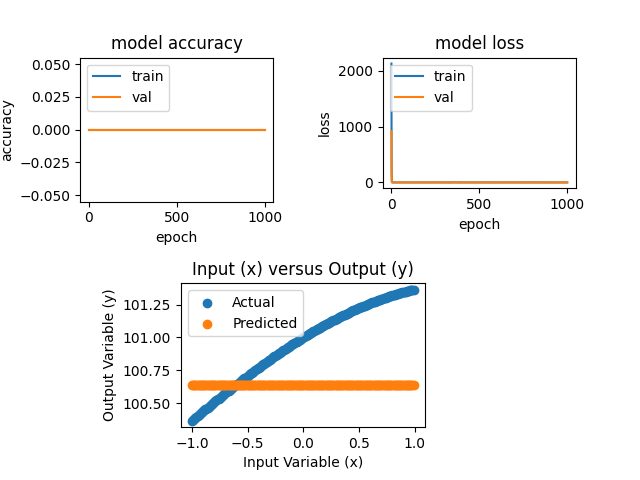 model accuracy
0.050
0.025
0.000
−0.025
−0.050
accuracy
train
val
0
500
1000
epoch
model loss
2000
1000
0
loss
train
val
0
500
1000
epoch
Input (x) versus Output (y)
101.25
101.00
100.75
100.50
Output Variable (y)
Actual
Predicted
−1.0
−0.5
0.0
0.5
1.0
Input Variable (x)